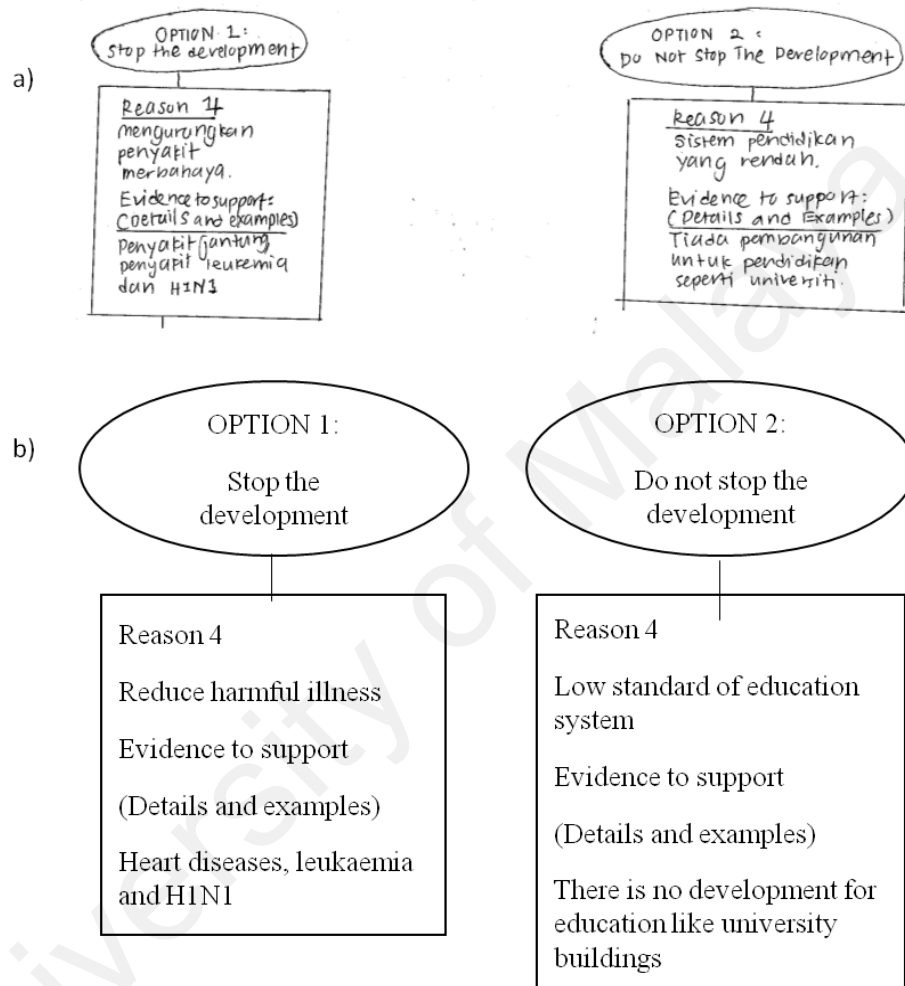 a)
OPTION 1:
Stop the development
Reason 4
mengurungkan
penyakit
merbahaya.
Evidence to support:
(Details and examples)
Penyakit jantung
penyakit leukemia
dan H1N1
OPTION 2:
Do Not Stop The Development
Reason 4
Sistem pendidikan
yang rendah.
Evidence to support:
(Details and Examples)
Tiada pembangunan
untuk pendidikan
seperti universiti.
b)
OPTION 1:
Stop the
development
Reason 4
Reduce harmful illness
Evidence to support
(Details and examples)
Heart diseases, leukaemia
and H1N1
OPTION 2:
Do not stop the
development
Reason 4
Low standard of education
system
Evidence to support
(Details and examples)
There is no development for
education like university
buildings
University of Malaya